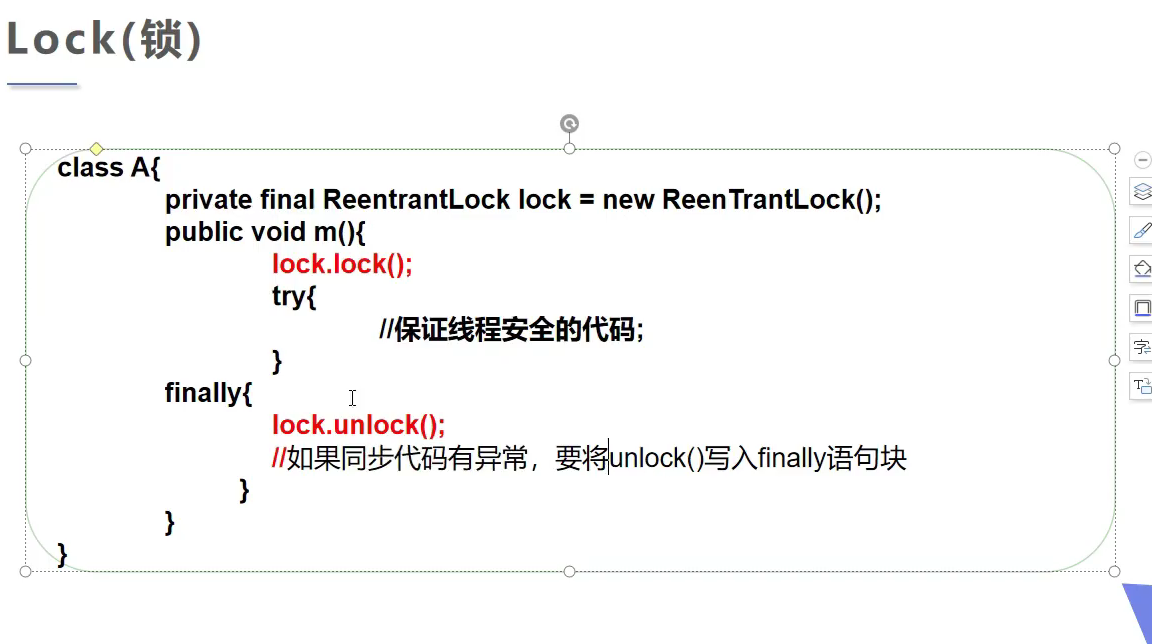 Lock(锁)
class A{
private final ReentrantLock lock = new ReenTrantLock();
public void m(){
lock.lock();
try{
//保证线程安全的代码;
}
finally{
lock.unlock();
//如果同步代码有异常，要将unlock()写入finally语句块
}
}
}